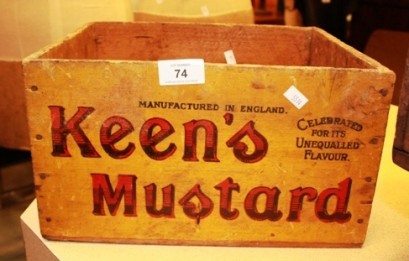 74
MANUFACTURED IN ENGLAND.
Keen's
CELEBRATED
FOR ITS
UNEQUALLED
FLAVOUR.
Mustard